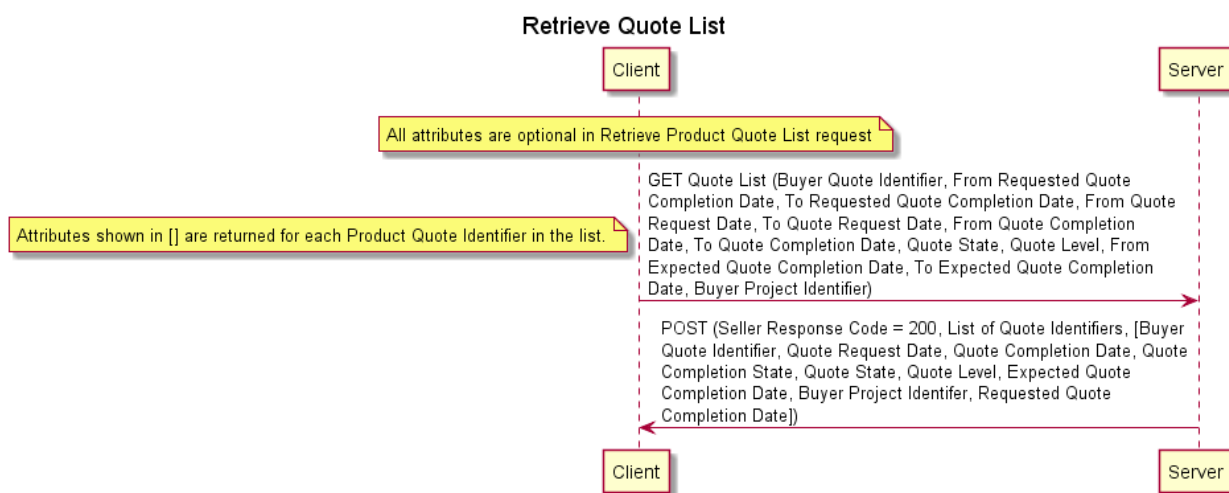 Retrieve Quote List
Client
Server
All attributes are optional in Retrieve Product Quote List request
GET Quote List (Buyer Quote Identifier, From Requested Quote
Completion Date, To Requested Quote Completion Date, From Quote
Request Date, To Quote Request Date, From Quote Completion
Date, To Quote Completion Date, Quote State, Quote Level, From
Expected Quote Completion Date, To Expected Quote Completion
Date, Buyer Project Identifier)
Attributes shown in [] are returned for each Product Quote Identifier in the list.
POST (Seller Response Code = 200, List of Quote Identifiers, [Buyer
Quote Identifier, Quote Request Date, Quote Completion Date, Quote
Completion State, Quote State, Quote Level, Expected Quote
Completion Date, Buyer Project Identifer, Requested Quote
Completion Date])
Client
Server